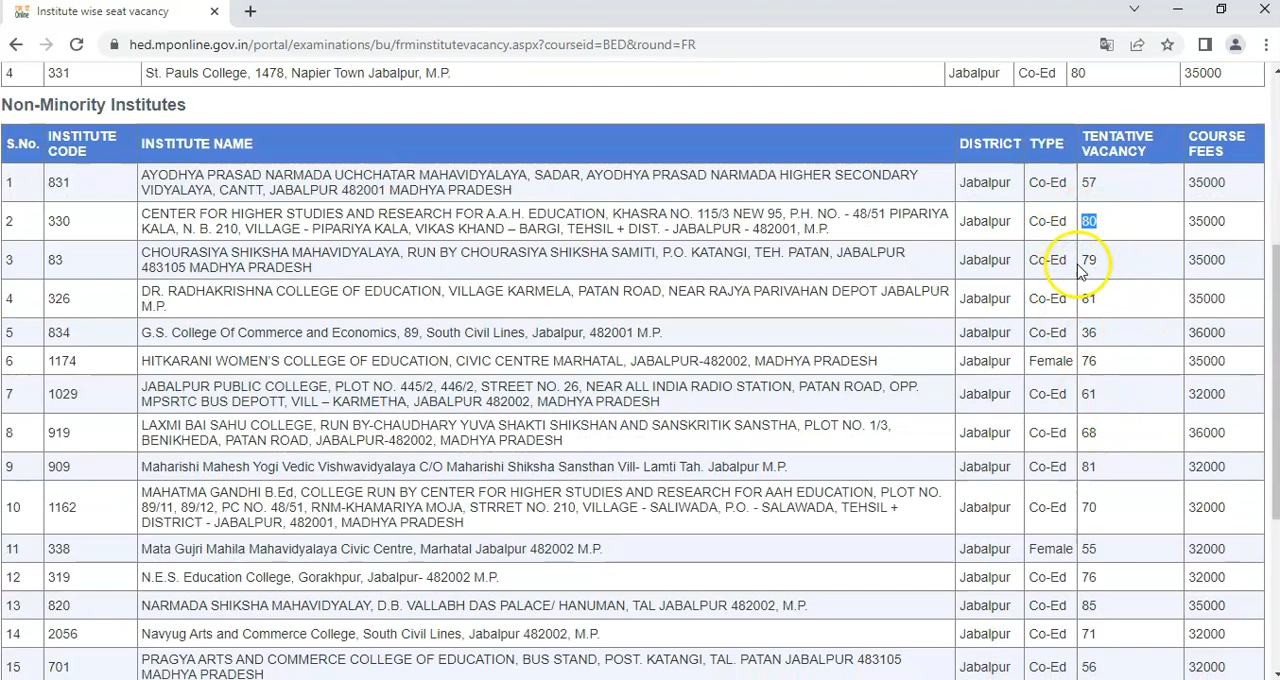 Institute wise seat vacancy
hed.mponline.gov.in/portal/examinations/bu/frminstitutevacancy.aspx?courseid=BED&round=FR
4 331 St. Pauls College, 1478, Napier Town Jabalpur, M.P. Jabalpur Co-Ed 80 35000
Non-Minority Institutes
S.No. INSTITUTE CODE INSTITUTE NAME DISTRICT TYPE TENTATIVE VACANCY COURSE FEES
1 831 AYODHYA PRASAD NARMADA UCHCHATAR MAHAVIDYALAYA, SADAR, AYODHYA PRASAD NARMADA HIGHER SECONDARY
VIDYALAYA, CANTT, JABALPUR 482001 MADHYA PRADESH Jabalpur Co-Ed 57 35000
2 330 CENTER FOR HIGHER STUDIES AND RESEARCH FOR A.A.H. EDUCATION, KHASRA NO. 115/3 NEW 95, P.H. NO. - 48/51 PIPARIYA
KALA, N. B. 210, VILLAGE - PIPARIYA KALA, VIKAS KHAND – BARGI, TEHSIL + DIST. - JABALPUR - 482001, M.P. Jabalpur Co-Ed 80 35000
3 83 CHOURASIYA SHIKSHA MAHAVIDYALAYA, RUN BY CHOURASIYA SHIKSHA SAMITI, P.O. KATANGI, TEH. PATAN, JABALPUR
483105 MADHYA PRADESH Jabalpur Co-Ed 79 35000
4 326 DR. RADHAKRISHNA COLLEGE OF EDUCATION, VILLAGE KARMELA, PATAN ROAD, NEAR RAJYA PARIVAHAN DEPOT JABALPUR
M.P. Jabalpur Co-Ed 81 35000
5 834 G.S. College Of Commerce and Economics, 89, South Civil Lines, Jabalpur, 482001 M.P. Jabalpur Co-Ed 36 36000
6 1174 HITKARANI WOMEN'S COLLEGE OF EDUCATION, CIVIC CENTRE MARHATAL, JABALPUR-482002, MADHYA PRADESH Jabalpur Female 76 35000
7 1029 JABALPUR PUBLIC COLLEGE, PLOT NO. 445/2, 446/2, STREET NO. 26, NEAR ALL INDIA RADIO STATION, PATAN ROAD, OPP.
MPSRTC BUS DEPOTT, VILL – KARMETHA, JABALPUR 482002, MADHYA PRADESH Jabalpur Co-Ed 61 32000
8 919 LAXMI BAI SAHU COLLEGE, RUN BY-CHAUDHARY YUVA SHAKTI SHIKSHAN AND SANSKRITIK SANSTHA, PLOT NO. 1/3,
BENIKHEDA, PATAN ROAD, JABALPUR-482002, MADHYA PRADESH Jabalpur Co-Ed 68 36000
9 909 Maharishi Mahesh Yogi Vedic Vishwavidyalaya C/O Maharishi Shiksha Sansthan Vill- Lamti Tah. Jabalpur M.P. Jabalpur Co-Ed 81 32000
10 1162 MAHATMA GANDHI B.Ed, COLLEGE RUN BY CENTER FOR HIGHER STUDIES AND RESEARCH FOR AAH EDUCATION, PLOT NO.
89/11, 89/12, PC NO. 48/51, RNM-KHAMARIYA MOJA, STRRET NO. 210, VILLAGE - SALIWADA, P.O. - SALAWADA, TEHSIL +
DISTRICT - JABALPUR, 482001, MADHYA PRADESH Jabalpur Co-Ed 70 32000
11 338 Mata Gujri Mahila Mahavidyalaya Civic Centre, Marhatal Jabalpur 482002 M.P. Jabalpur Female 55 32000
12 319 N.E.S. Education College, Gorakhpur, Jabalpur- 482002 M.P. Jabalpur Co-Ed 76 32000
13 820 NARMADA SHIKSHA MAHAVIDYALAY, D.B. VALLABH DAS PALACE/ HANUMAN, TAL JABALPUR 482002, M.P. Jabalpur Co-Ed 85 35000
14 2056 Navyug Arts and Commerce College, South Civil Lines, Jabalpur 482002, M.P. Jabalpur Co-Ed 71 32000
15 701 PRAGYA ARTS AND COMMERCE COLLEGE OF EDUCATION, BUS STAND, POST. KATANGI, TAL. PATAN JABALPUR 483105
MADHYA PRADESH Jabalpur Co-Ed 56 32000